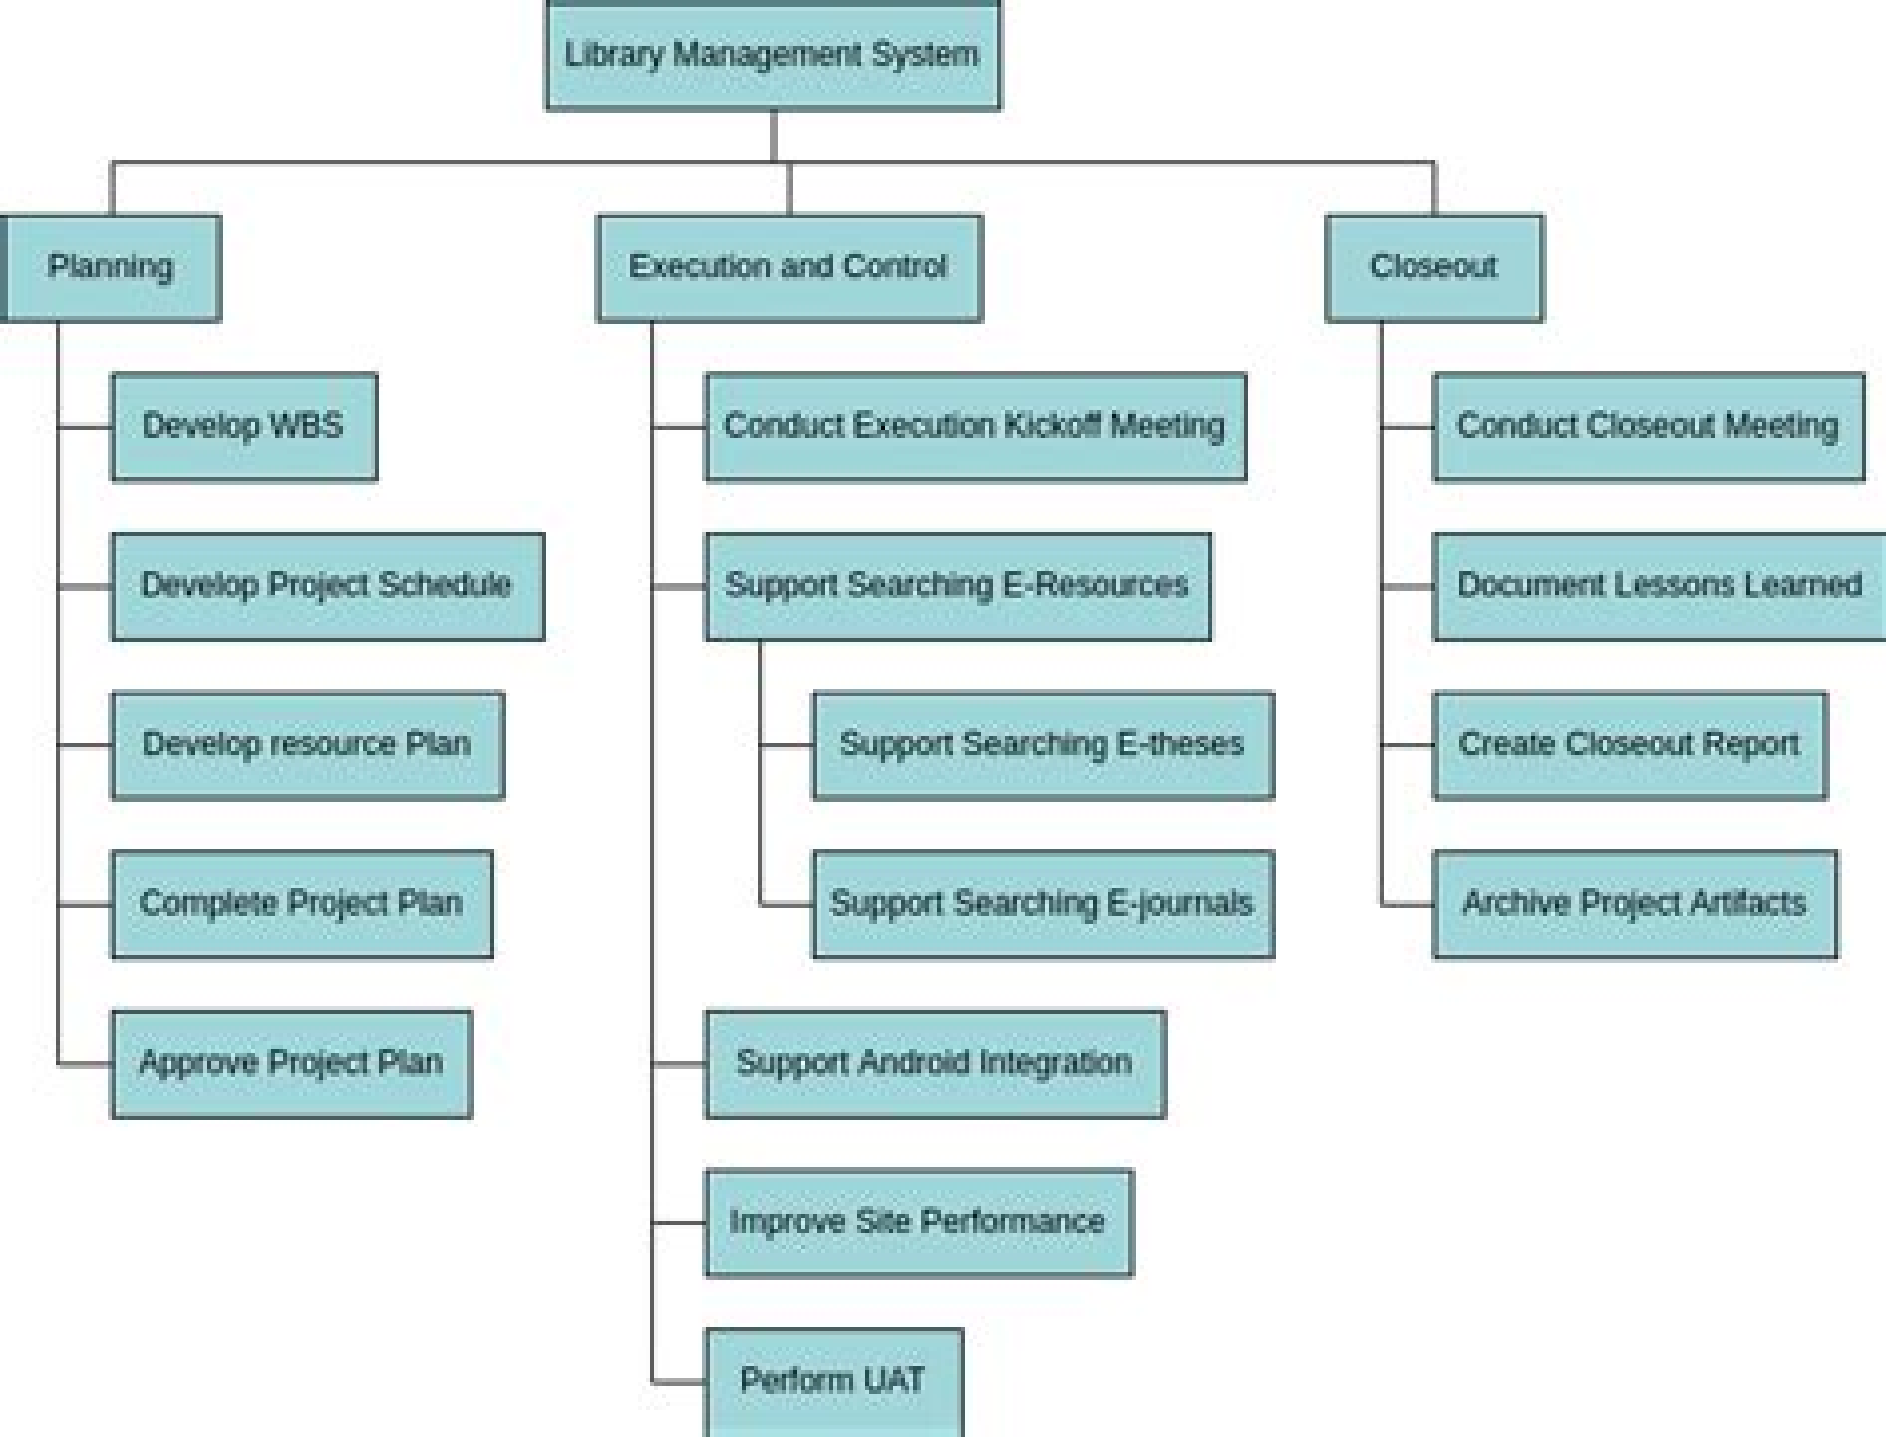 Library Management System
Planning
Execution and Control
Closeout
Develop WBS
Develop Project Schedule
Develop resource Plan
Complete Project Plan
Approve Project Plan
Conduct Execution Kickoff Meeting
Support Searching E-Resources
Support Searching E-theses
Support Searching E-journals
Support Android Integration
Improve Site Performance
Perform UAT
Conduct Closeout Meeting
Document Lessons Learned
Create Closeout Report
Archive Project Artifacts